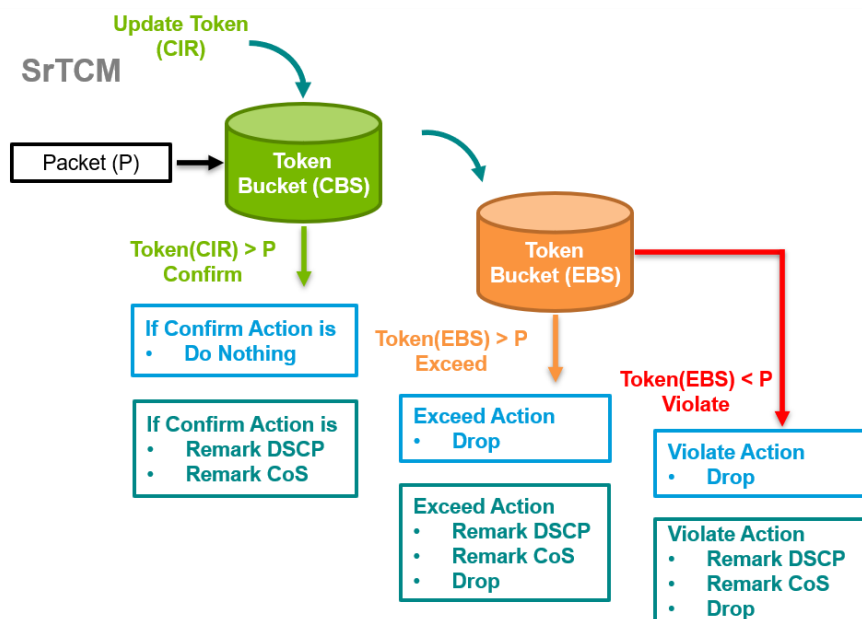 Update Token
(CIR)
SrTCM
Packet (P)
Token
Bucket (CBS)
Token(CIR) > P
Confirm
Token
Bucket (EBS)
If Confirm Action is
• Do Nothing
Token(EBS) > P
Exceed
Token(EBS) < P
Violate
If Confirm Action is
• Remark DSCP
• Remark CoS
Exceed Action
• Drop
Violate Action
• Drop
Exceed Action
• Remark DSCP
• Remark CoS
• Drop
Violate Action
• Remark DSCP
• Remark CoS
• Drop